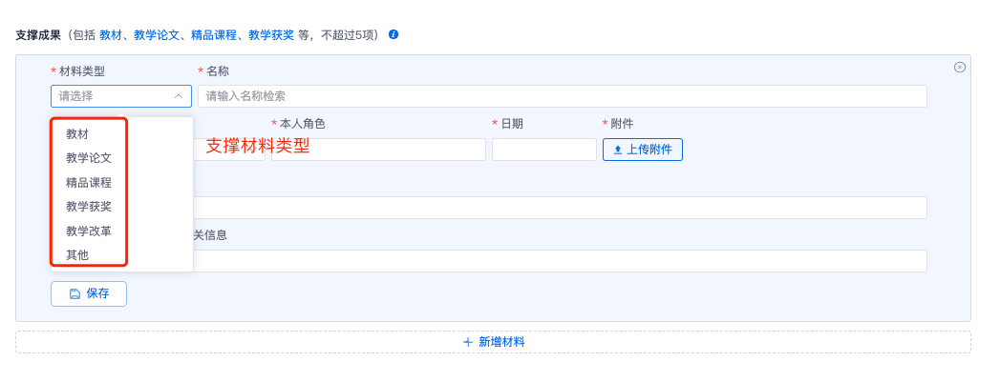 支撑成果（包括 教材、教学论文、精品课程、教学获奖 等，不超过5项）
* 材料类型
* 名称
请选择
请输入名称检索
教材
教学论文
精品课程
教学获奖
教学改革
其他
支撑材料类型
* 本人角色
* 日期
* 附件
上传附件
关信息
保存
+ 新增材料